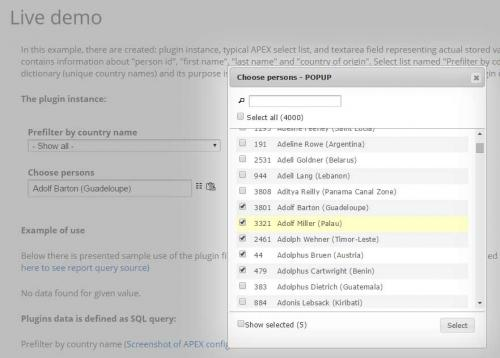 Live demo
In this example, there are created: plugin instance, typical APEX select list, and textarea field representing actual stored va
contains information about "person id", "first name", "last name" and "country of origin". Select list named "Prefilter by co
dictionary (unique country names) and its purpose is
The plugin instance:
Prefilter by country name
- Show all -
Choose persons
Adolf Barton (Guadeloupe)
Example of use
Below there is presented sample use of the plugin fi
here to see report query source)
No data found for given value.
Plugins data is defined as SQL query:
Prefilter by country name (Screenshot of APEX config
Choose persons - POPUP
Select all (4000)
1293 Adeline Feeney (Saint Lucia)
191 Adeline Rowe (Argentina)
2531 Adell Goldner (Belarus)
944 Adell Lang (Lebanon)
3808 Aditya Reilly (Panama Canal Zone)
3801 Adolf Barton (Guadeloupe)
3321 Adolf Miller (Palau)
2461 Adolph Wehner (Timor-Leste)
44 Adolphus Bruen (Austria)
479 Adolphus Cartwright (Benin)
383 Adolphus Dietrich (Guatemala)
884 Adonis Lebsack (Kiribati)
Show selected (5)
Select